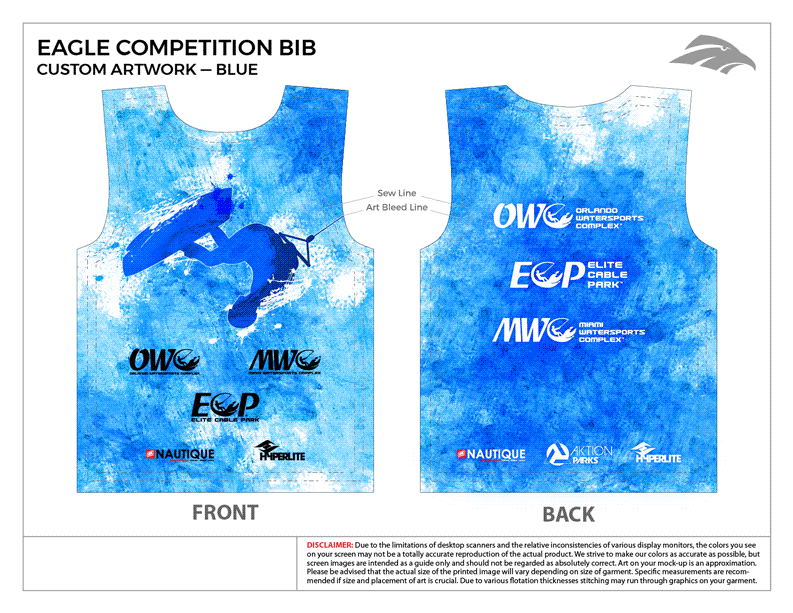 EAGLE COMPETITION BIB
CUSTOM ARTWORK — BLUE
Sew Line
Art Bleed Line
OWC
ORLANDO WATERSPORTS COMPLEX
MWC
MIAMI WATERSPORTS COMPLEX
ECP
ELITE CABLE PARK
NAUTIQUE
HYPERLITE
OWC
ORLANDO
WATERSPORTS
COMPLEX
ECP
ELITE
CABLE
PARK
MWC
MIAMI
WATERSPORTS
COMPLEX
NAUTIQUE
AKTION
PARKS
HYPERLITE
FRONT
BACK
DISCLAIMER: Due to the limitations of desktop scanners and the relative inconsistencies of various display monitors, the colors you see
on your screen may not be a totally accurate reproduction of the actual product. We strive to make our colors as accurate as possible, but
screen images are intended as a guide only and should not be regarded as absolutely correct. Art on your mock-up is an approximation.
Please be advised that the actual size of the printed image will vary depending on size of garment. Specific measurements are recom-
mended if size and placement of art is crucial. Due to various flotation thicknesses stitching may run through graphics on your garment.